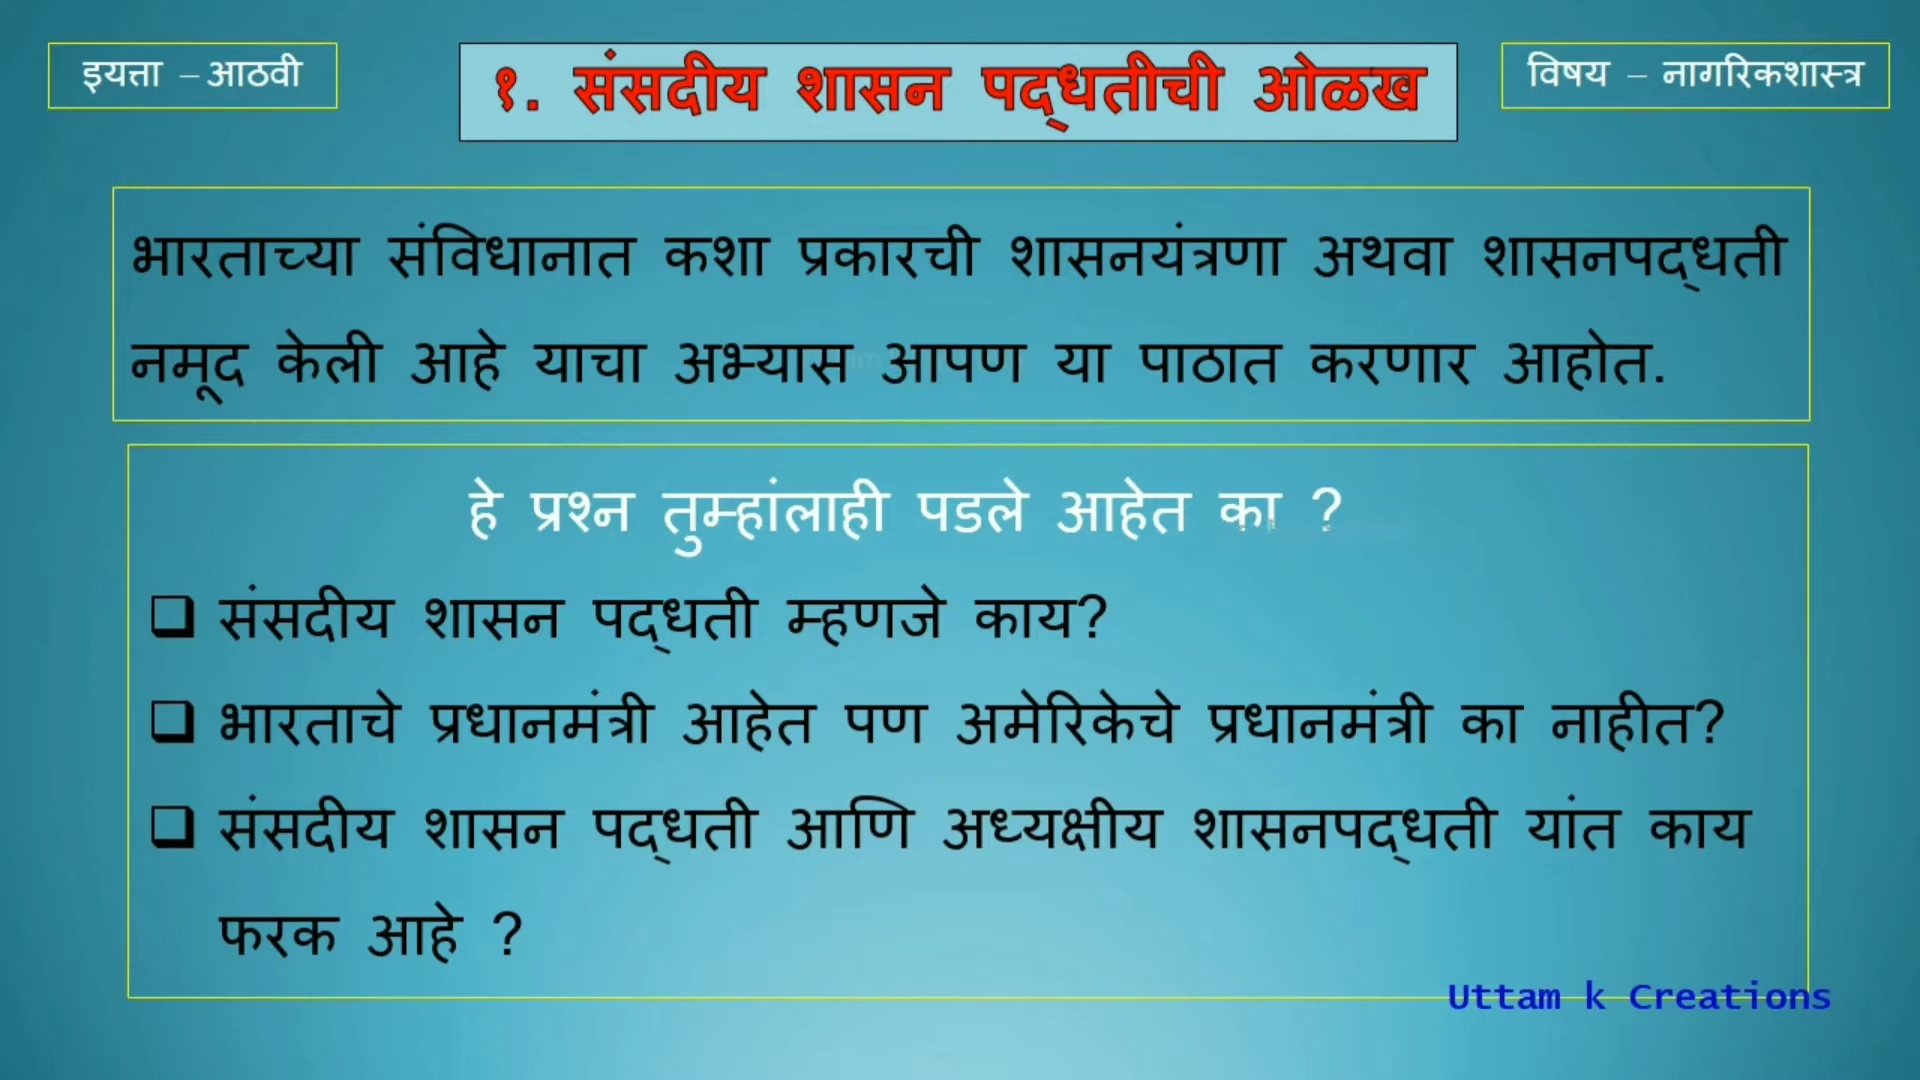 इयत्ता – आठवी
१. संसदीय शासन पद्धतीची ओळख
विषय – नागरिकशास्त्र
भारताच्या संविधानात कशा प्रकारची शासनयंत्रणा अथवा शासनपद्धती
नमूद केली आहे याचा अभ्यास आपण या पाठात करणार आहोत.
हे प्रश्न तुम्हांलाही पडले आहेत का ?
❑ संसदीय शासन पद्धती म्हणजे काय?
❑ भारताचे प्रधानमंत्री आहेत पण अमेरिकेचे प्रधानमंत्री का नाहीत?
❑ संसदीय शासन पद्धती आणि अध्यक्षीय शासनपद्धती यांत काय
फरक आहे ?
Uttam k Creations